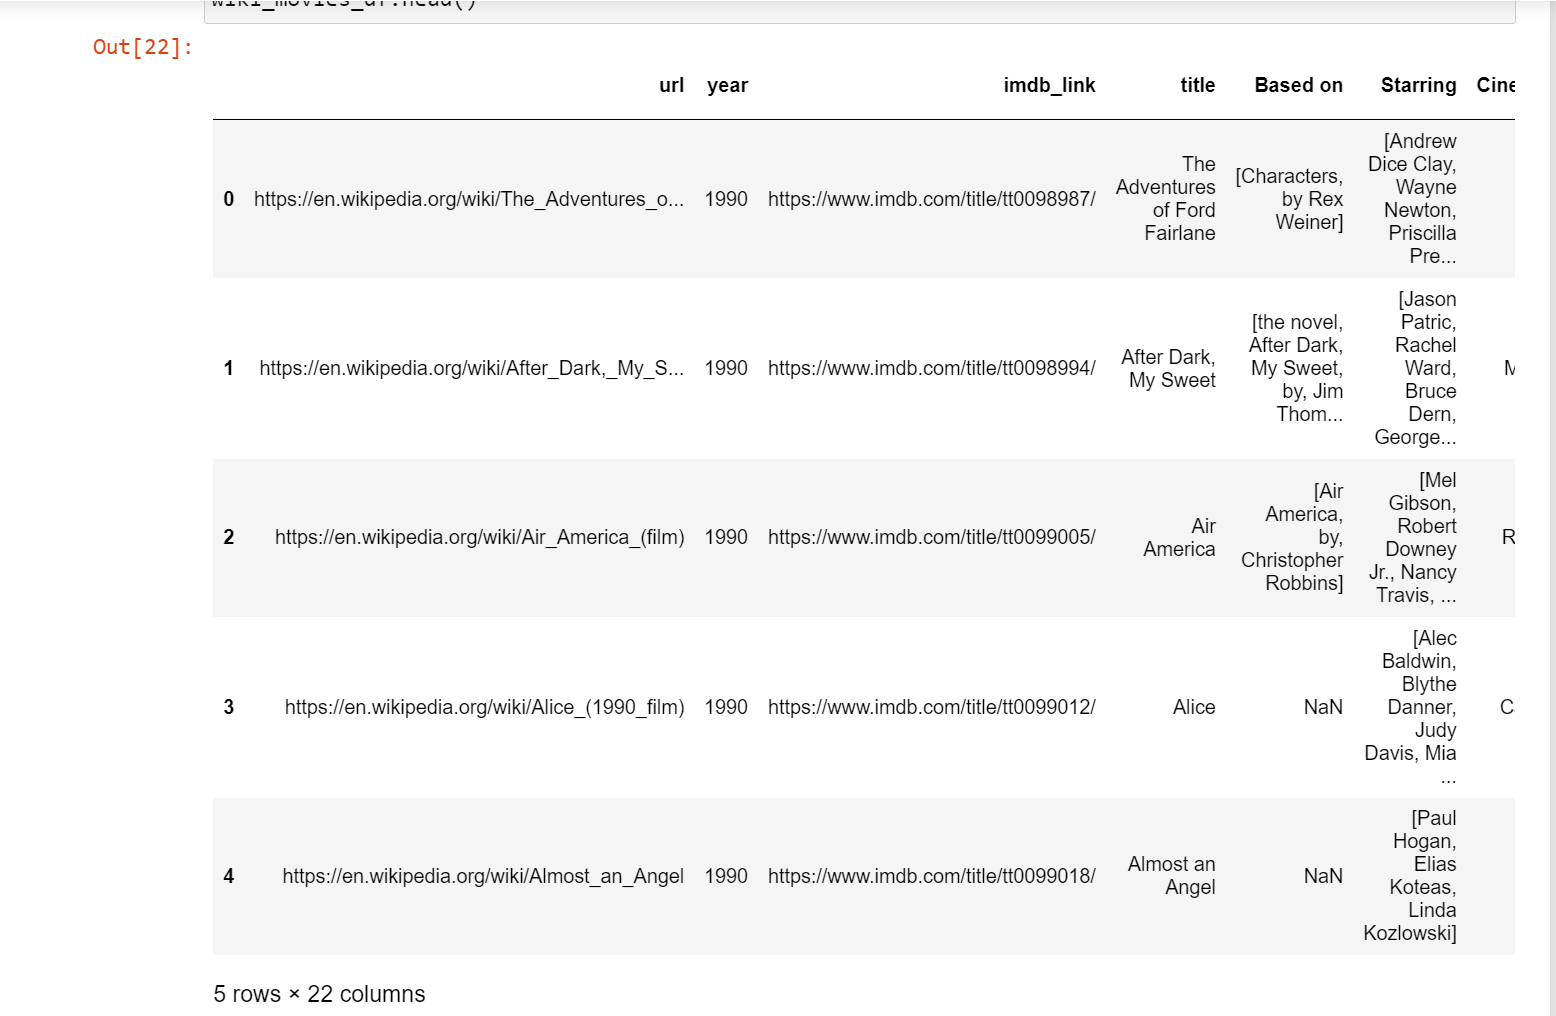 wiki_movies_df.head()
Out[22]:
url year imdb_link title Based on Starring Cine
0 https://en.wikipedia.org/wiki/The_Adventures_o... 1990 https://www.imdb.com/title/tt0098987/ The Adventures of Ford Fairlane [Characters, by Rex Weiner] [Andrew Dice Clay, Wayne Newton, Priscilla Pre...
1 https://en.wikipedia.org/wiki/After_Dark,_My_S... 1990 https://www.imdb.com/title/tt0098994/ After Dark, My Sweet [the novel, After Dark, My Sweet, by, Jim Thom... [Jason Patric, Rachel Ward, Bruce Dern, George... M
2 https://en.wikipedia.org/wiki/Air_America_(film) 1990 https://www.imdb.com/title/tt0099005/ Air America [Air America, by, Christopher Robbins] [Mel Gibson, Robert Downey Jr., Nancy Travis, ... R
3 https://en.wikipedia.org/wiki/Alice_(1990_film) 1990 https://www.imdb.com/title/tt0099012/ Alice NaN [Alec Baldwin, Blythe Danner, Judy Davis, Mia ... C
4 https://en.wikipedia.org/wiki/Almost_an_Angel 1990 https://www.imdb.com/title/tt0099018/ Almost an Angel NaN [Paul Hogan, Elias Koteas, Linda Kozlowski]
5 rows × 22 columns